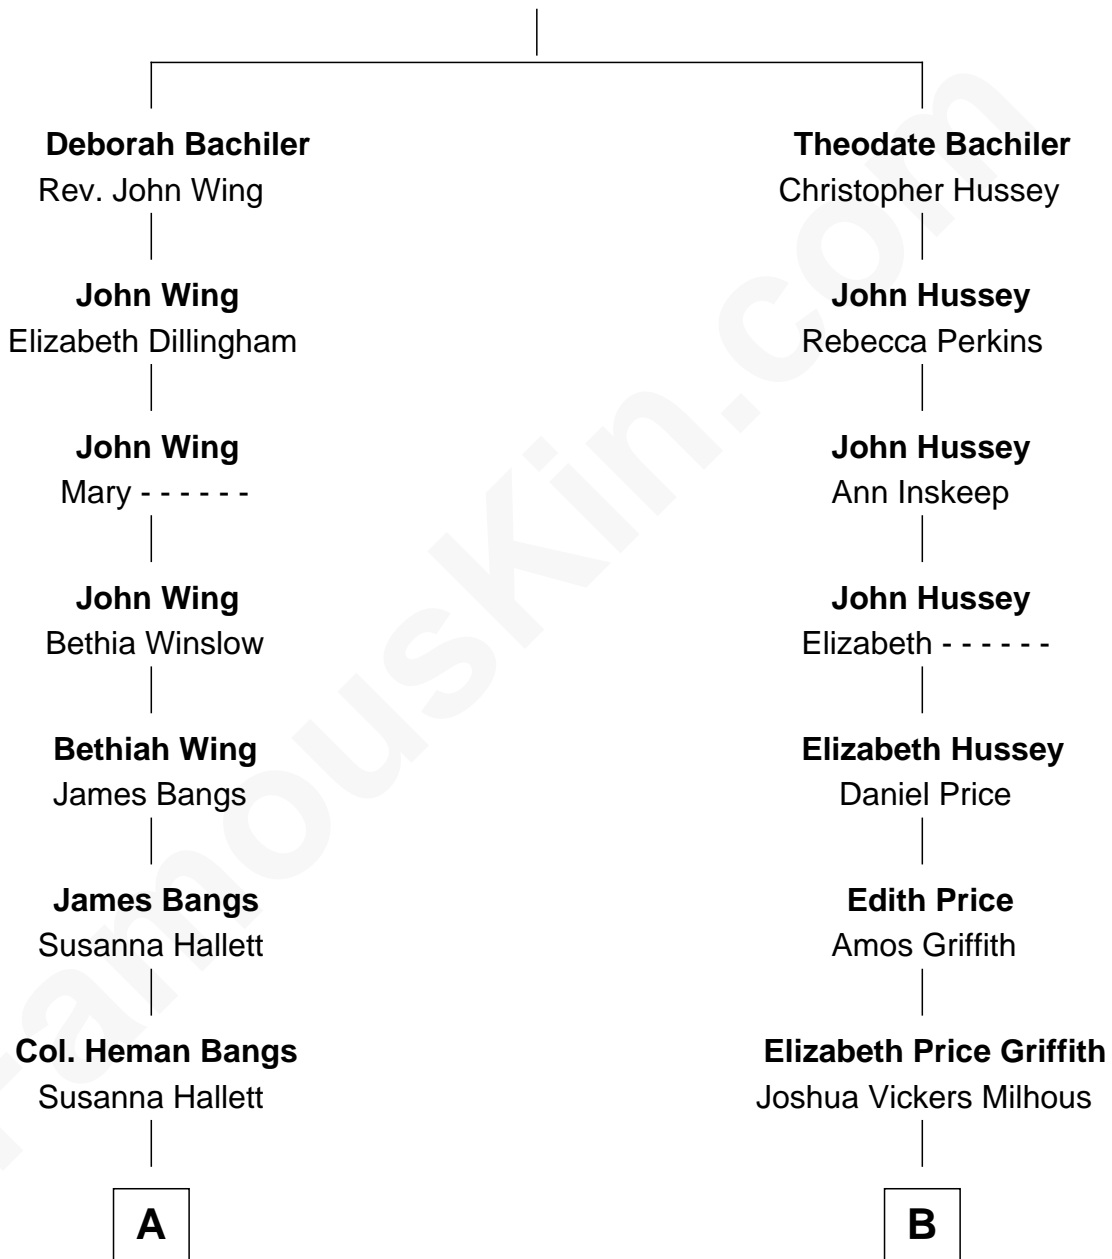 Deborah Bachiler
Rev. John Wing
John Wing
Elizabeth Dillingham
John Wing
Mary - - - - - -
John Wing
Bethia Winslow
Bethiah Wing
James Bangs
James Bangs
Susanna Hallett
Col. Heman Bangs
Susanna Hallett
A
Theodate Bachiler
Christopher Hussey
John Hussey
Rebecca Perkins
John Hussey
Ann Inskeep
John Hussey
Elizabeth - - - - - -
Elizabeth Hussey
Daniel Price
Edith Price
Amos Griffith
Elizabeth Price Griffith
Joshua Vickers Milhous
B
FamousKin.com